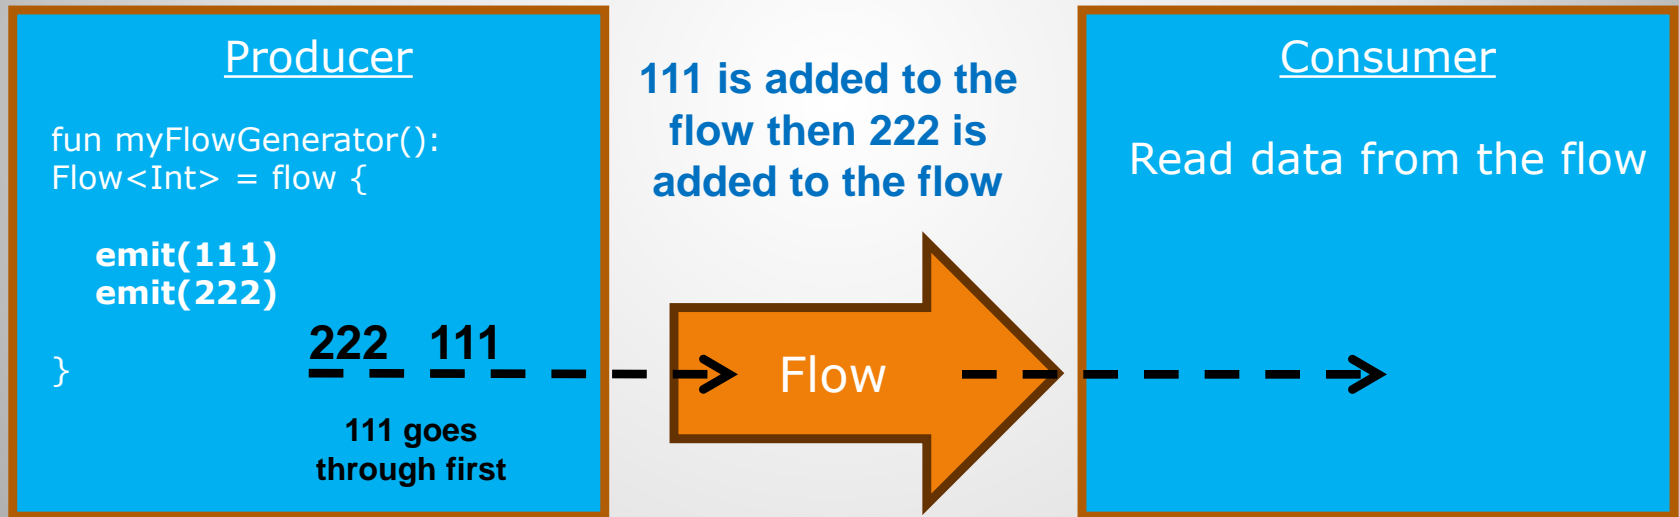 Producer
fun myFlowGenerator():
Flow<Int> = flow {
emit(111)
emit(222)
222 111
}
111 goes
through first
111 is added to the
flow then 222 is
added to the flow
Flow
Consumer
Read data from the flow